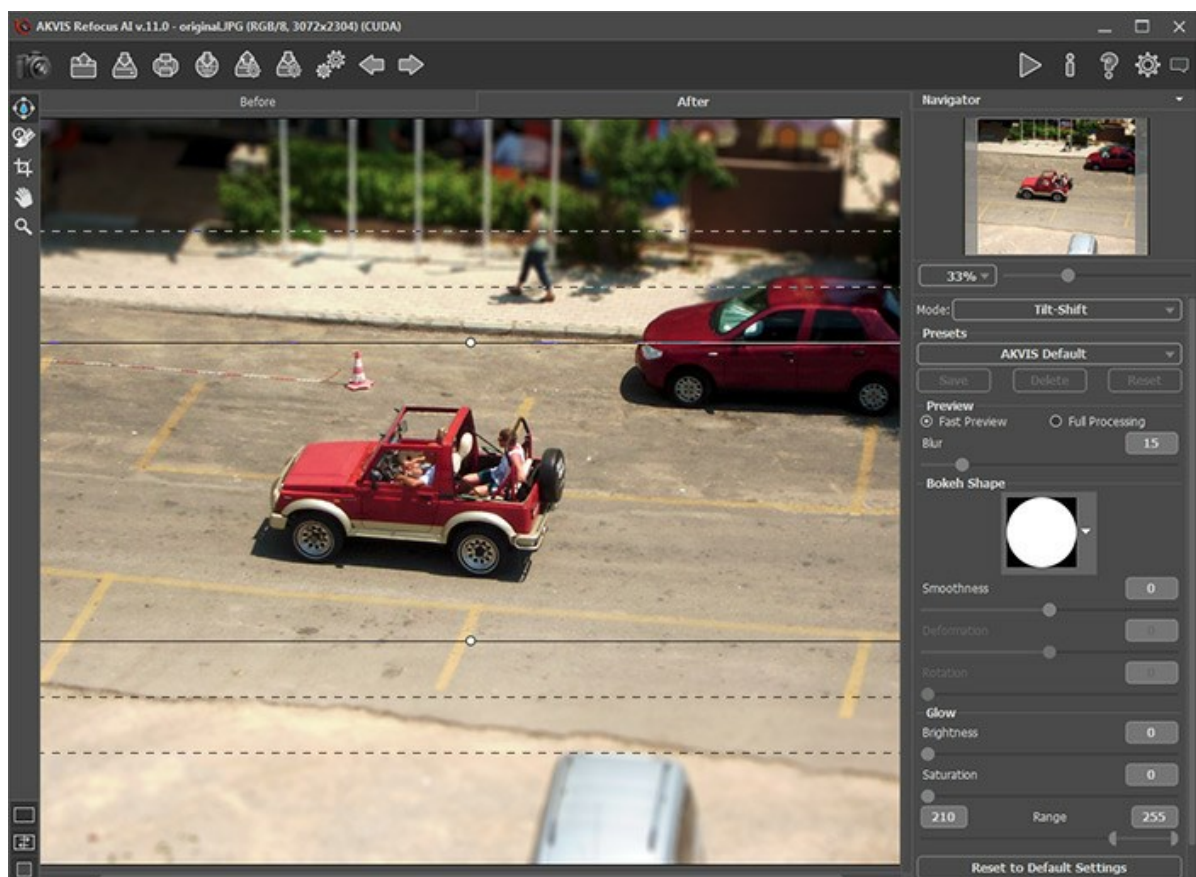 AKVIS Refocus AI v.11.0 - original.JPG (RGB/8, 3072x2304) (CUDA)
Before
After
Navigator
33%
Mode: Tilt-Shift
Presets
AKVIS Default
Save Delete Reset
Preview
Fast Preview Full Processing
Blur 15
Bokeh Shape
Smoothness 0
Deformation 0
Rotation 0
Glow
Brightness 0
Saturation 0
210 Range 255
Reset to Default Settings